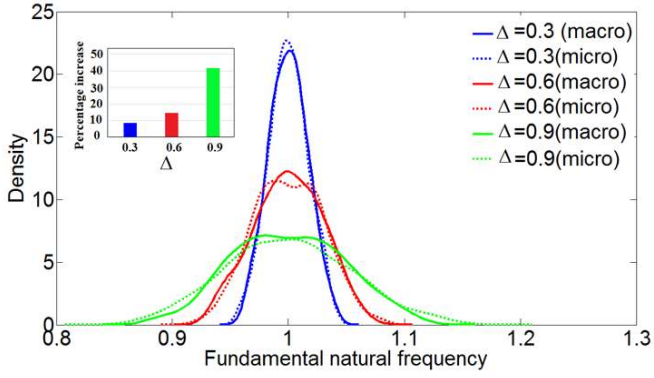 25
20
15
10
5
0
Density
0.8
0.9
1
1.1
1.2
1.3
Fundamental natural frequency
Percentage increase
50
40
30
20
10
0
0.3
0.6
0.9
Δ
Δ=0.3 (macro)
Δ=0.3(micro)
Δ=0.6(macro)
Δ=0.6(micro)
Δ=0.9(macro)
Δ=0.9(micro)